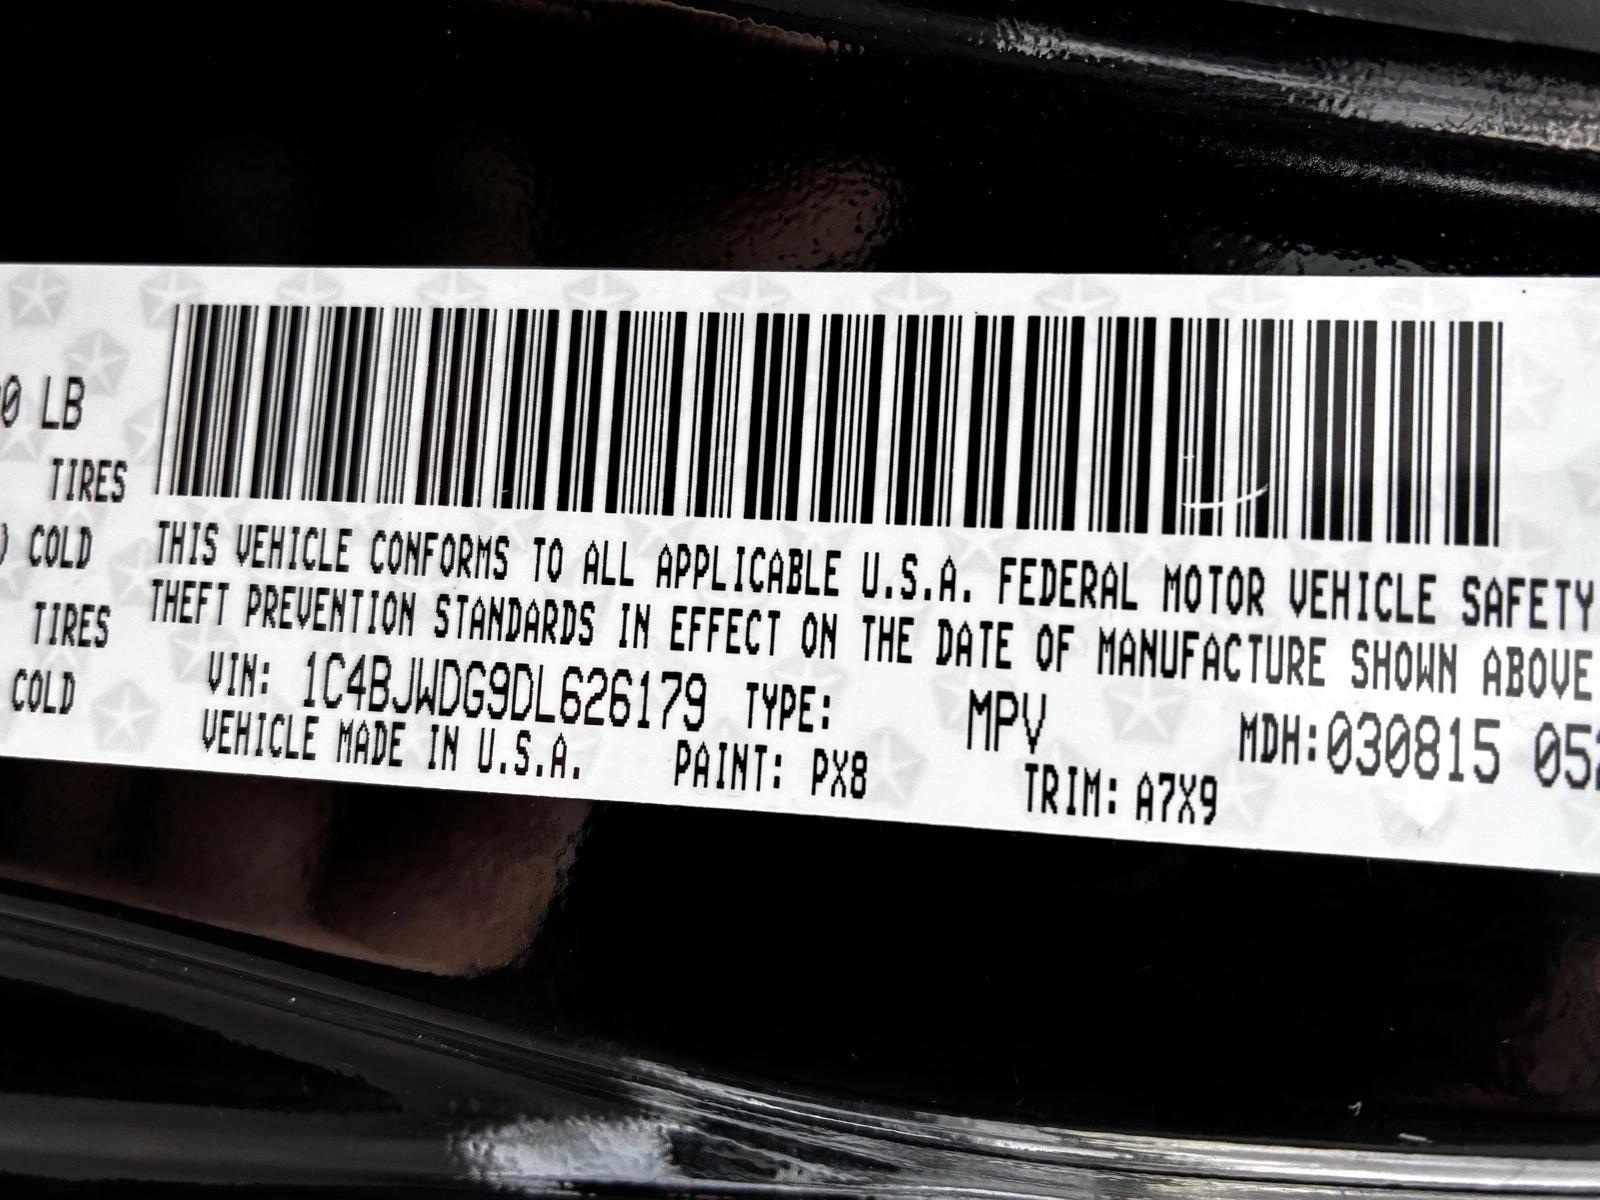 0 LB
TIRES
COLD
TIRES
COLD
THIS VEHICLE CONFORMS TO ALL APPLICABLE U.S.A. FEDERAL MOTOR VEHICLE SAFETY
THEFT PREVENTION STANDARDS IN EFFECT ON THE DATE OF MANUFACTURE SHOWN ABOVE
VIN: 1C4BJWDG9DL626179 TYPE: MPV MDH:030815 05
VEHICLE MADE IN U.S.A. PAINT: PX8 TRIM: A7X9